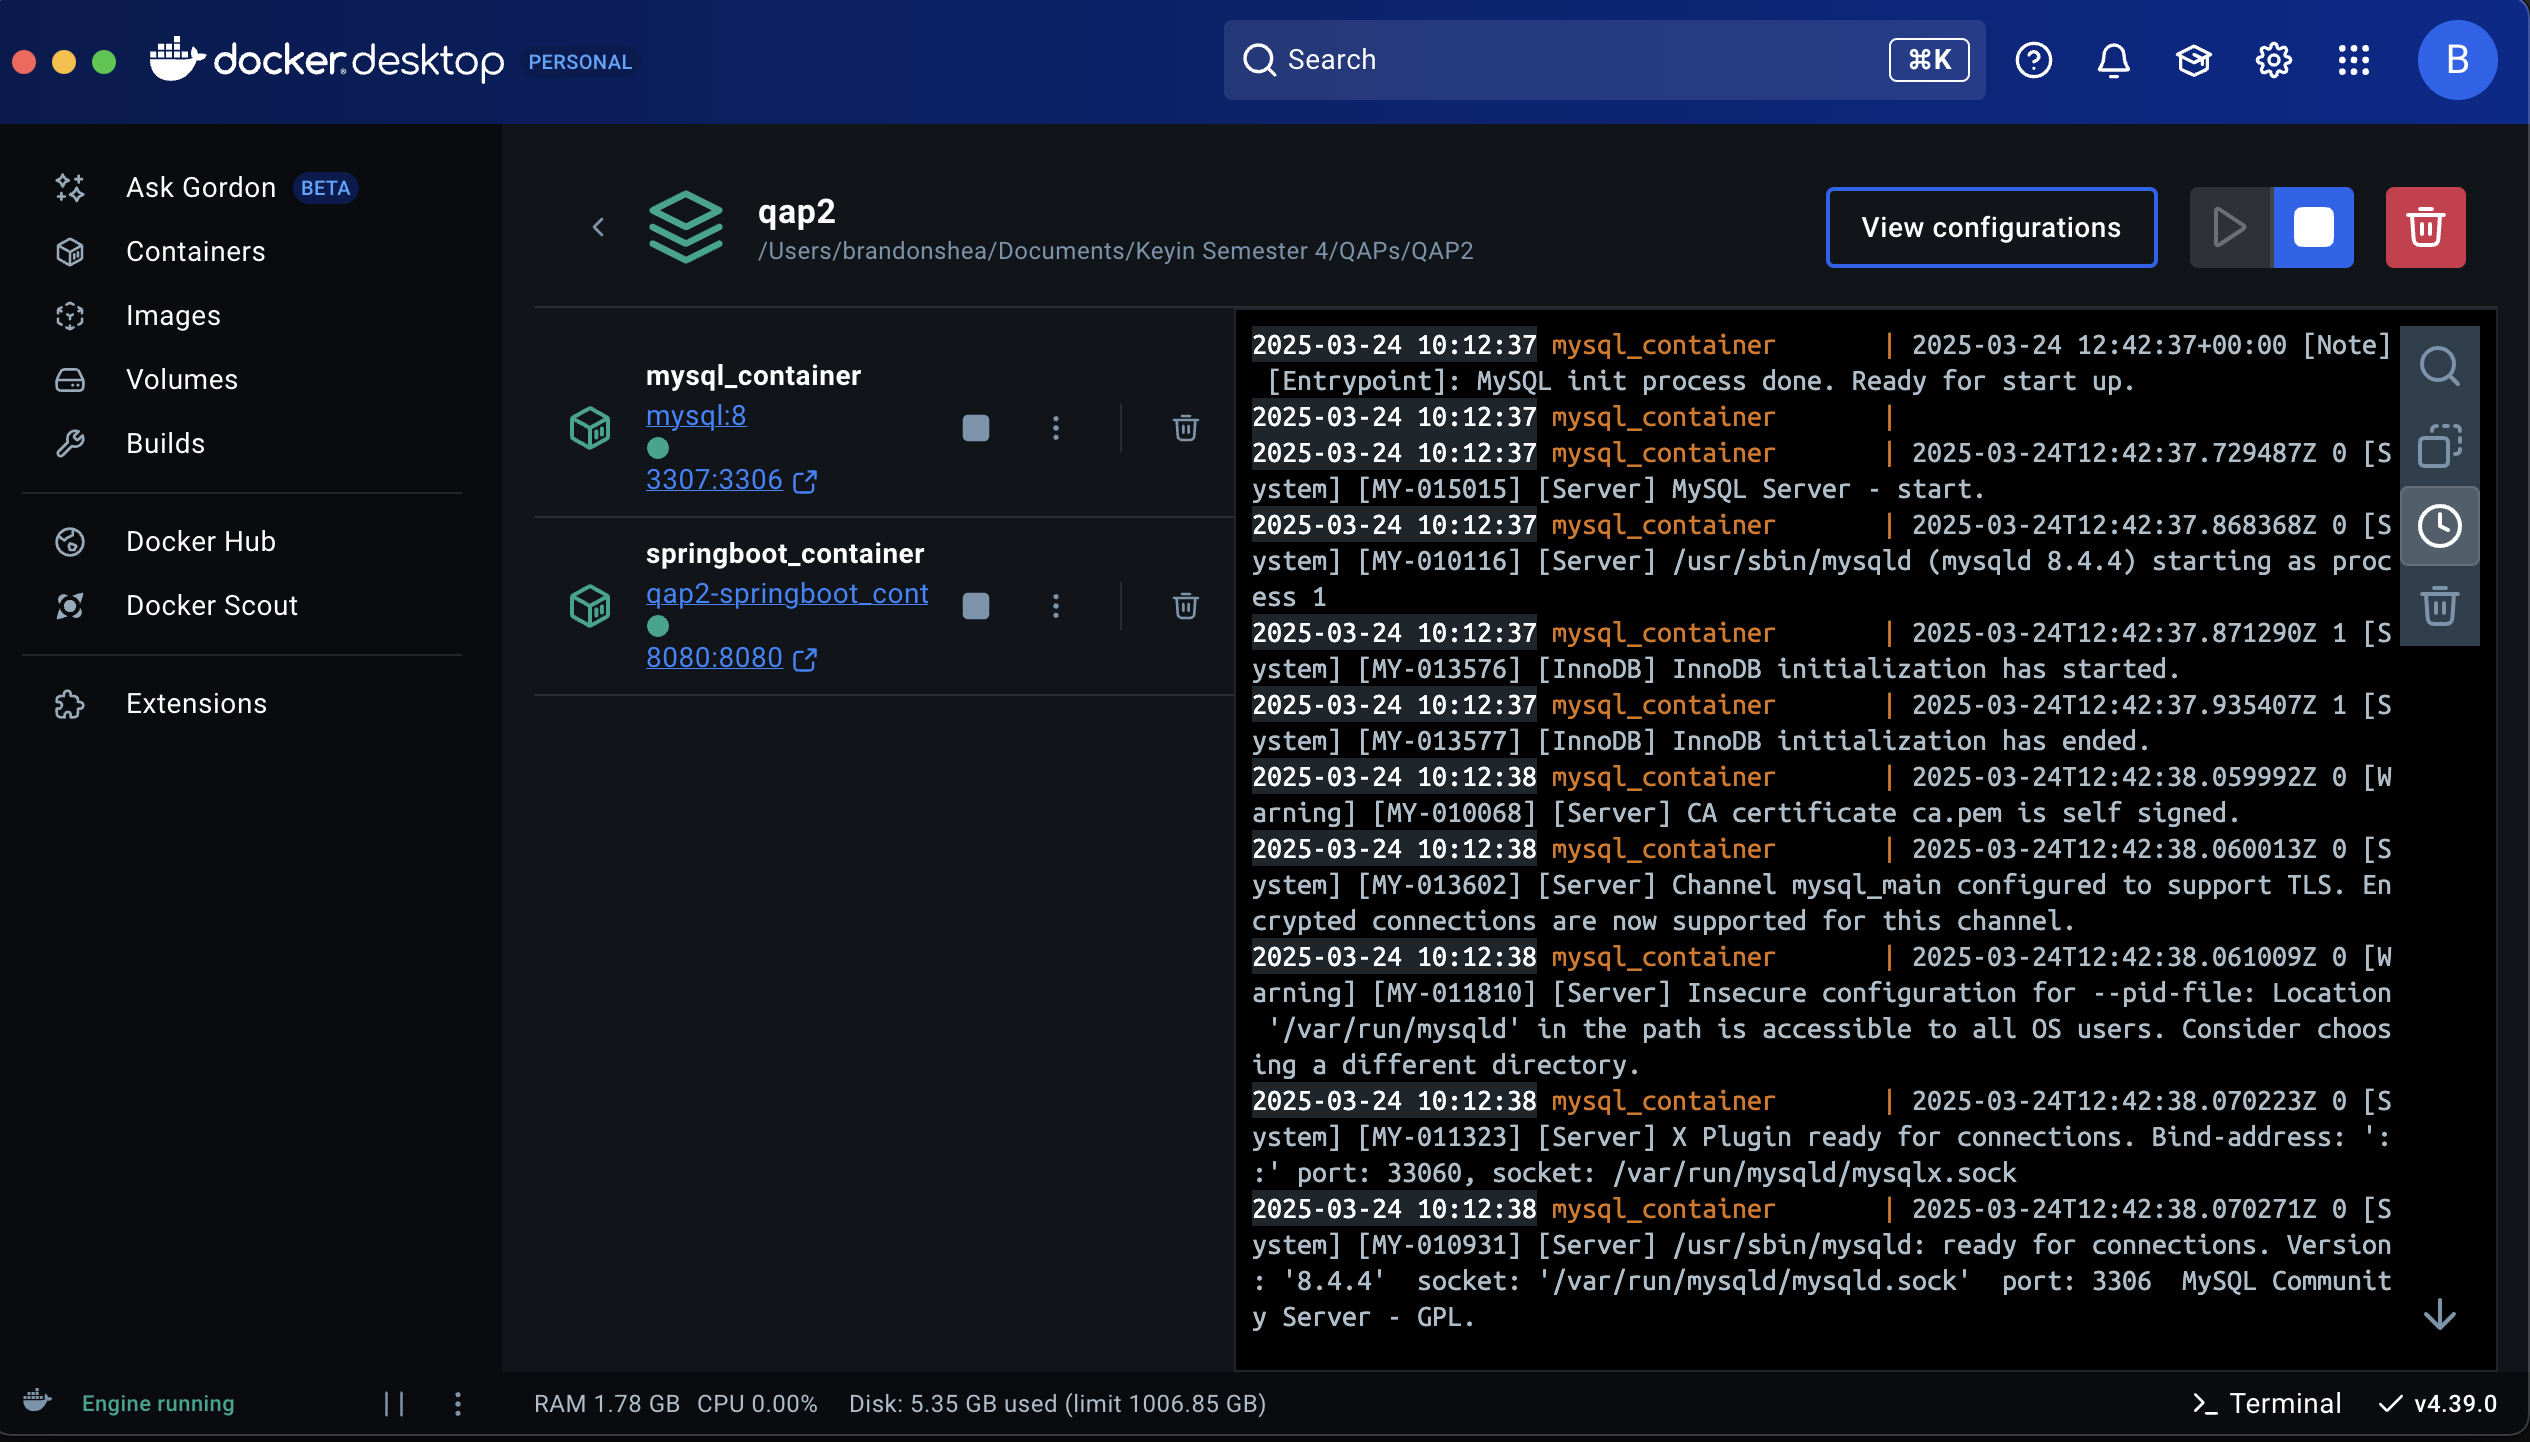 docker desktop PERSONAL
Search ⌘K
B
Ask Gordon BETA
Containers
Images
Volumes
Builds
Docker Hub
Docker Scout
Extensions
qap2
/Users/brandonshea/Documents/Keyin Semester 4/QAPs/QAP2
View configurations
mysql_container
mysql:8
3307:3306
springboot_container
qap2-springboot_cont
8080:8080
2025-03-24 10:12:37 mysql_container | 2025-03-24 12:42:37+00:00 [Note]
[Entrypoint]: MySQL init process done. Ready for start up.
2025-03-24 10:12:37 mysql_container |
2025-03-24 10:12:37 mysql_container | 2025-03-24T12:42:37.729487Z 0 [S
ystem] [MY-015015] [Server] MySQL Server - start.
2025-03-24 10:12:37 mysql_container | 2025-03-24T12:42:37.868368Z 0 [S
ystem] [MY-010116] [Server] /usr/sbin/mysqld (mysqld 8.4.4) starting as proc
ess 1
2025-03-24 10:12:37 mysql_container | 2025-03-24T12:42:37.871290Z 1 [S
ystem] [MY-013576] [InnoDB] InnoDB initialization has started.
2025-03-24 10:12:37 mysql_container | 2025-03-24T12:42:37.935407Z 1 [S
ystem] [MY-013577] [InnoDB] InnoDB initialization has ended.
2025-03-24 10:12:38 mysql_container | 2025-03-24T12:42:38.059992Z 0 [W
arning] [MY-010068] [Server] CA certificate ca.pem is self signed.
2025-03-24 10:12:38 mysql_container | 2025-03-24T12:42:38.060013Z 0 [S
ystem] [MY-013602] [Server] Channel mysql_main configured to support TLS. En
crypted connections are now supported for this channel.
2025-03-24 10:12:38 mysql_container | 2025-03-24T12:42:38.061009Z 0 [W
arning] [MY-011810] [Server] Insecure configuration for --pid-file: Location
'/var/run/mysqld' in the path is accessible to all OS users. Consider choos
ing a different directory.
2025-03-24 10:12:38 mysql_container | 2025-03-24T12:42:38.070223Z 0 [S
ystem] [MY-011323] [Server] X Plugin ready for connections. Bind-address: ':
:' port: 33060, socket: /var/run/mysqld/mysqlx.sock
2025-03-24 10:12:38 mysql_container | 2025-03-24T12:42:38.070271Z 0 [S
ystem] [MY-010931] [Server] /usr/sbin/mysqld: ready for connections. Version
: '8.4.4'  socket: '/var/run/mysqld/mysqld.sock'  port: 3306  MySQL Communit
y Server - GPL.
Engine running
RAM 1.78 GB CPU 0.00% Disk: 5.35 GB used (limit 1006.85 GB)
Terminal v4.39.0